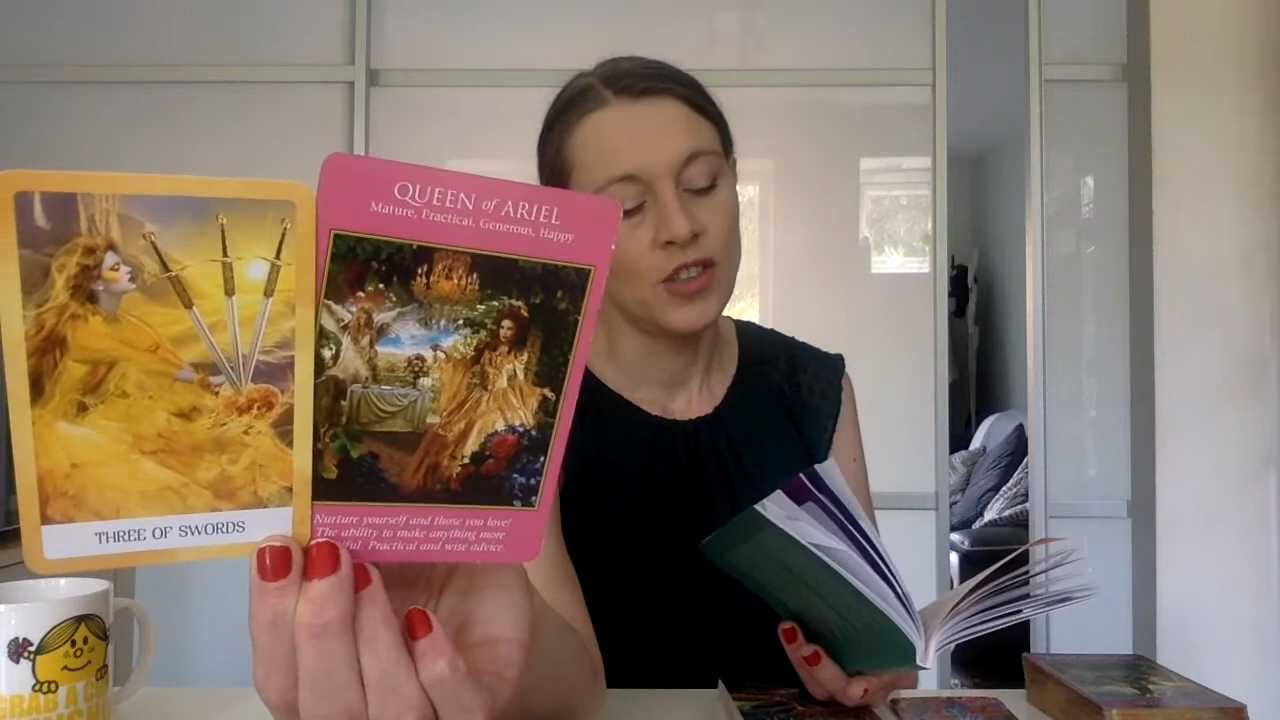 QUEEN of ARIEL
Mature, Practical, Generous, Happy
THREE OF SWORDS
Nurture yourself and those you love!
The ability to make anything more
Practical and wise advice.
GRAB A